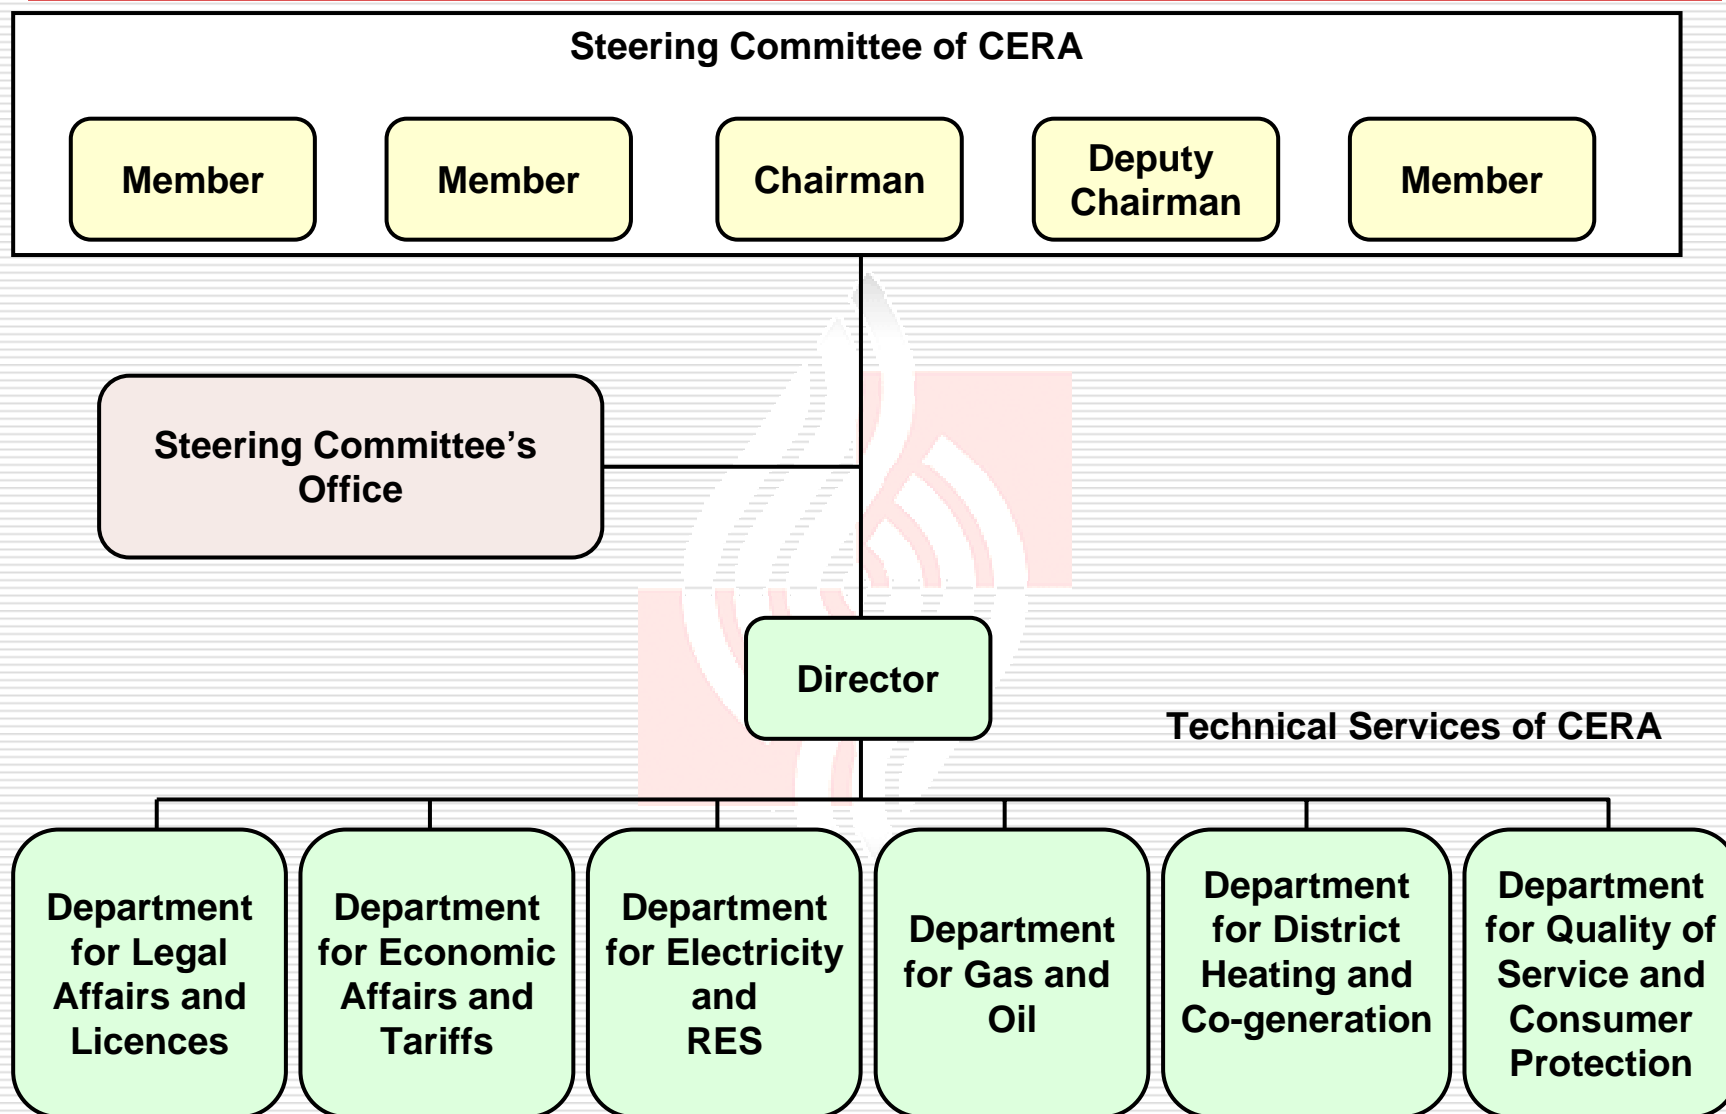 Steering Committee of CERA
Member
Member
Chairman
Deputy
Chairman
Member
Steering Committee’s
Office
Director
Technical Services of CERA
Department
for Legal
Affairs and
Licences
Department
for Economic
Affairs and
Tariffs
Department
for Electricity
and
RES
Department
for Gas and
Oil
Department
for District
Heating and
Co-generation
Department
for Quality of
Service and
Consumer
Protection